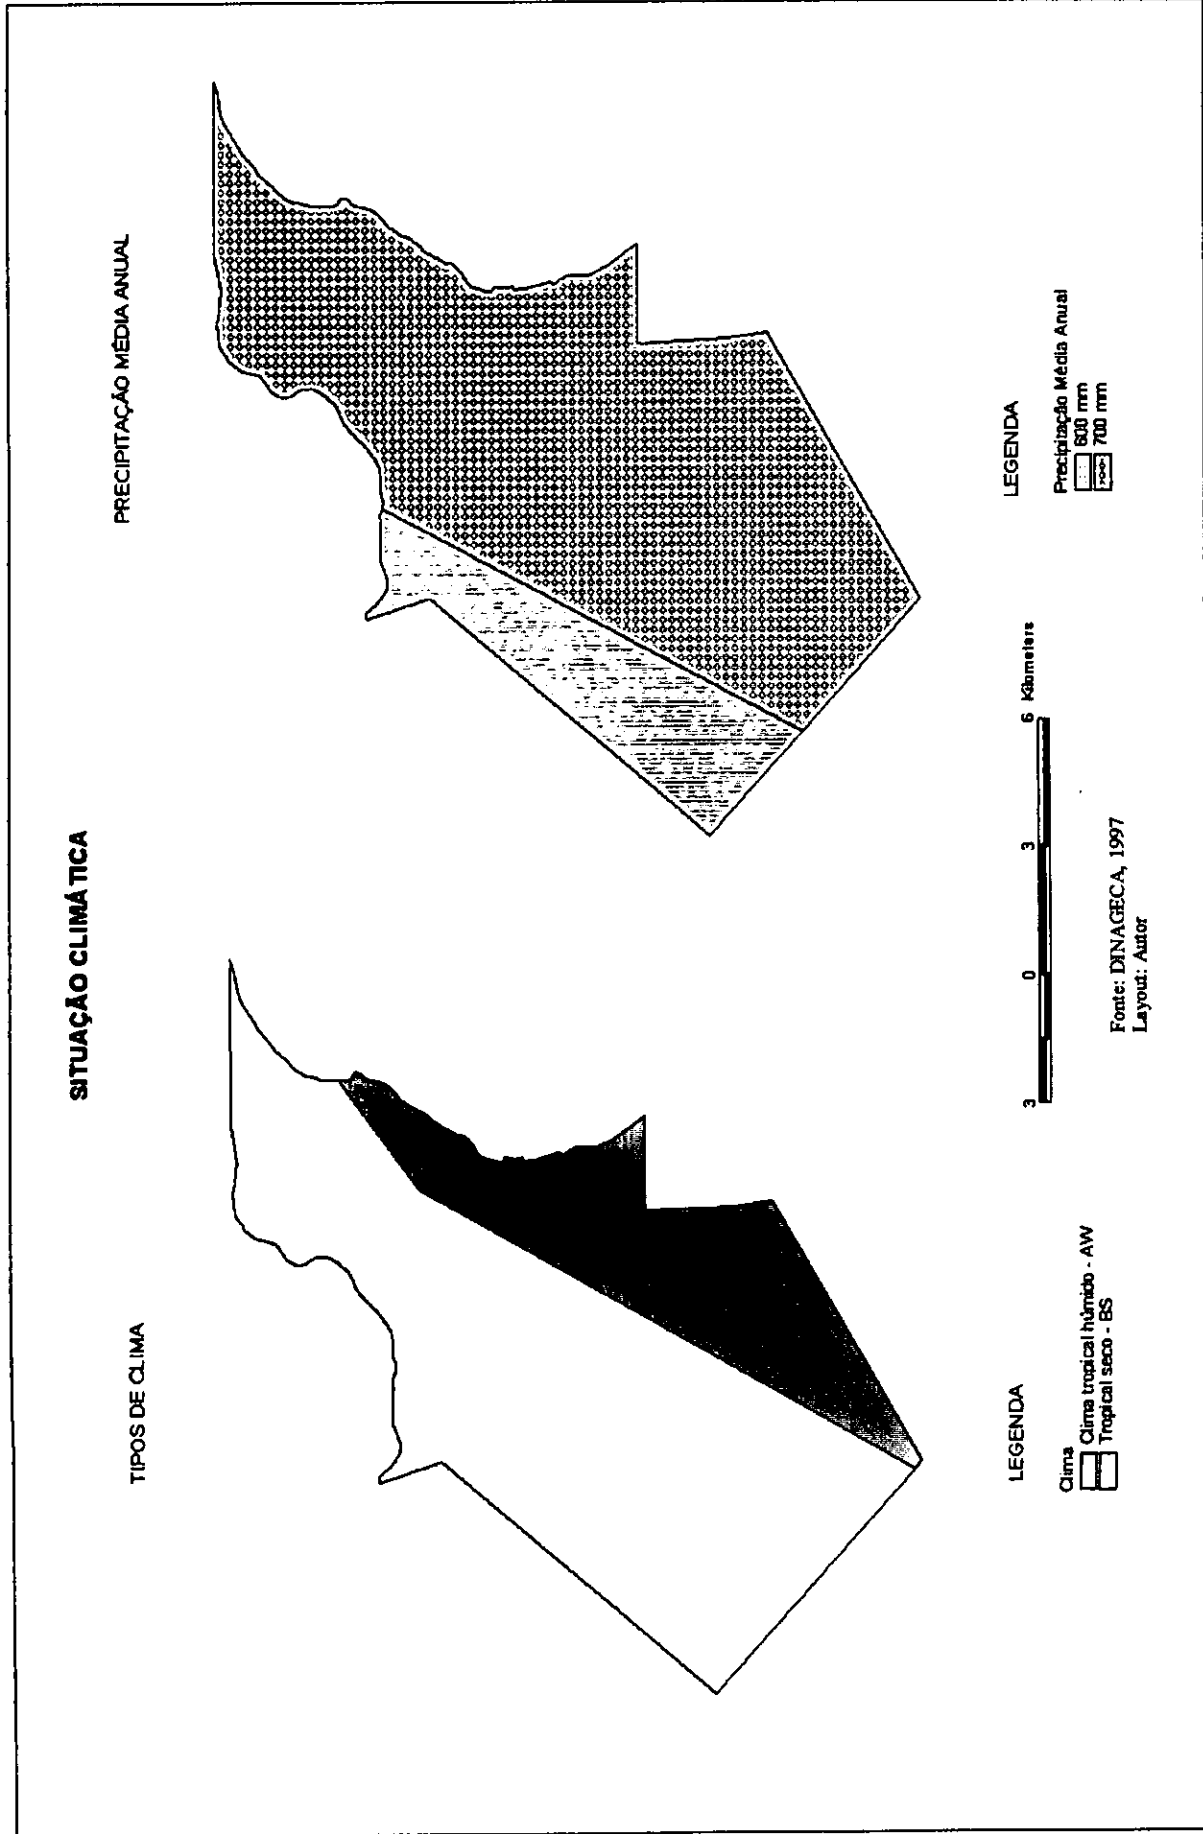 SITUAÇÃO CLIMÁTICA
TIPOS DE CLIMA
PRECIPITAÇÃO MÉDIA ANUAL
LEGENDA
Clima
Clima tropical húmido - AW
Tropical seco - BS
LEGENDA
Precipitação Média Anual
600 mm
700 mm
3 0 3 6 Kilometers
Fonte: DINAGECA, 1997
Layout: Autor